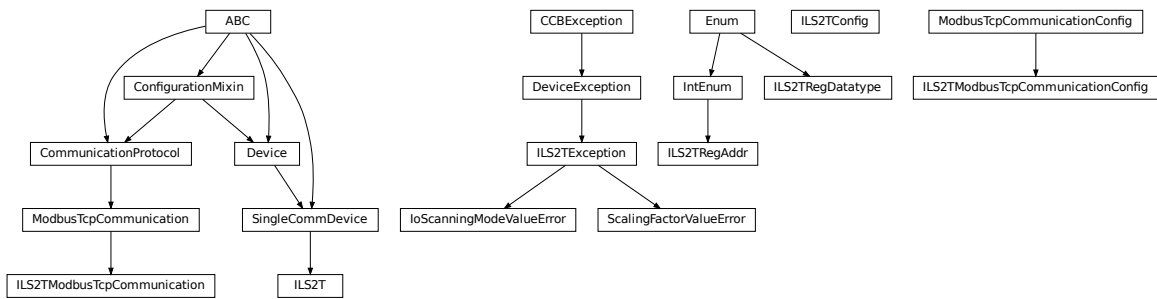 ABC
CCBException
Enum
ILS2TConfig
ModbusTcpCommunicationConfig
ConfigurationMixin
DeviceException
IntEnum
ILS2TRegDatatype
ILS2TModbusTcpCommunicationConfig
CommunicationProtocol
Device
ILS2TException
ILS2TRegAddr
ModbusTcpCommunication
SingleCommDevice
IoScanningModeValueError
ScalingFactorValueError
ILS2TModbusTcpCommunication
ILS2T